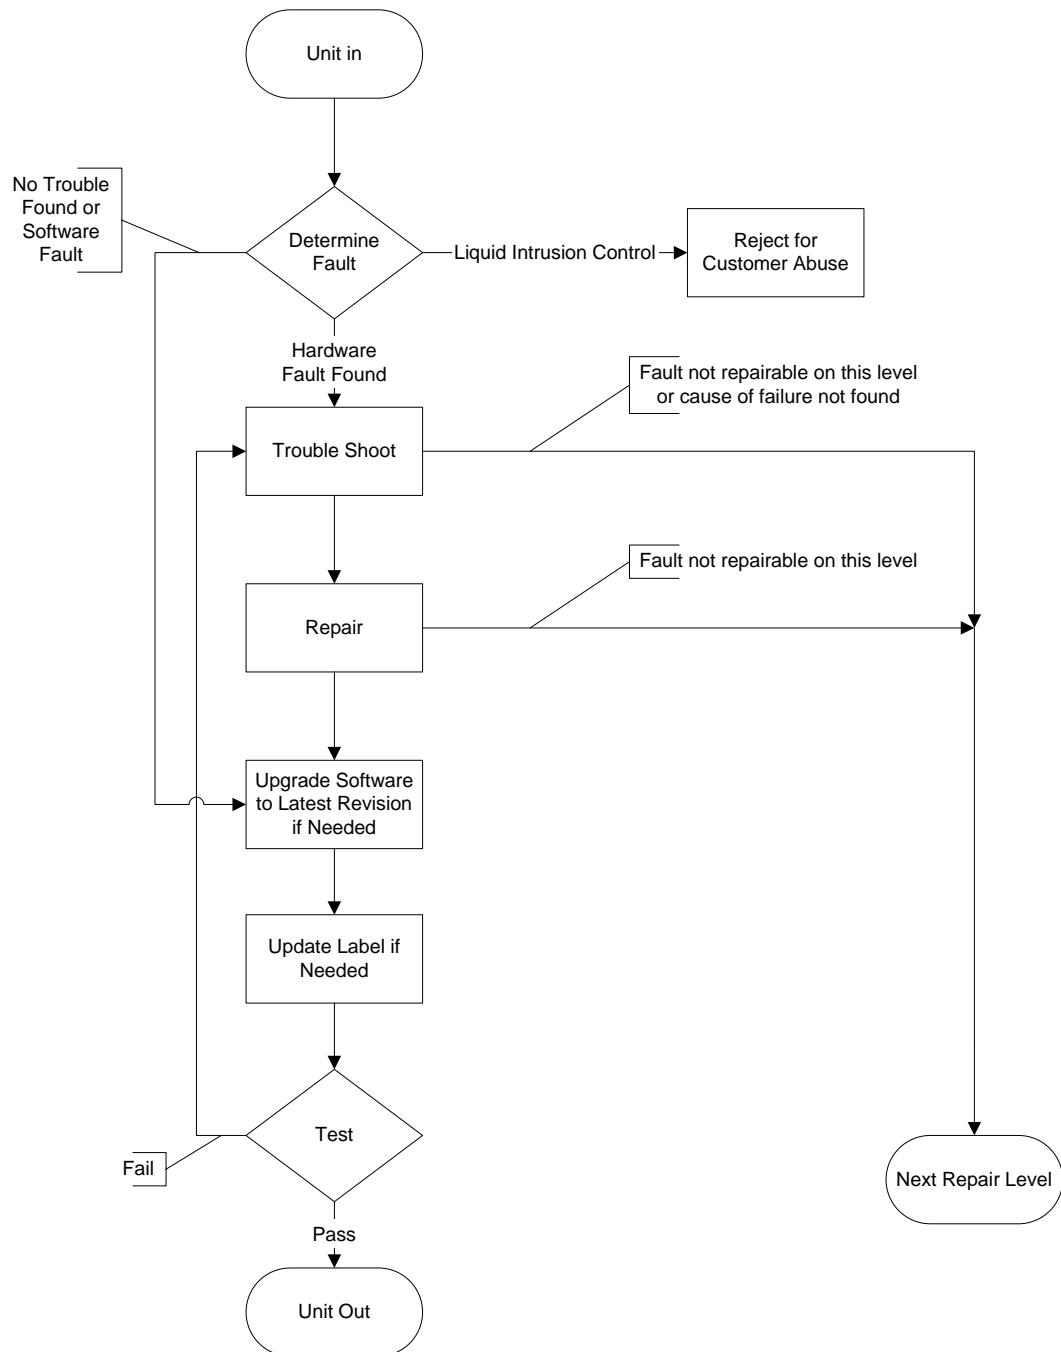 Unit in
No Trouble
Found or
Software
Fault
Determine
Fault
Liquid Intrusion Control
Reject for
Customer Abuse
Hardware
Fault Found
Fault not repairable on this level
or cause of failure not found
Trouble Shoot
Fault not repairable on this level
Repair
Upgrade Software
to Latest Revision
if Needed
Update Label if
Needed
Test
Fail
Next Repair Level
Pass
Unit Out